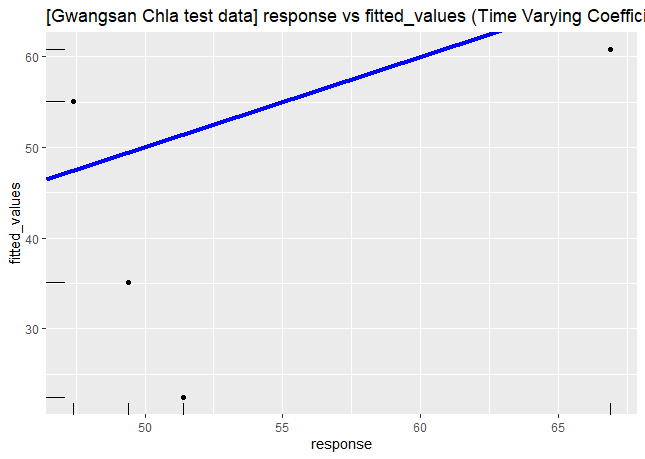 [Gwangsan Chla test data] response vs fitted_values (Time Varying Coeffici
60
50
40
30
fitted_values
50
55
60
65
response